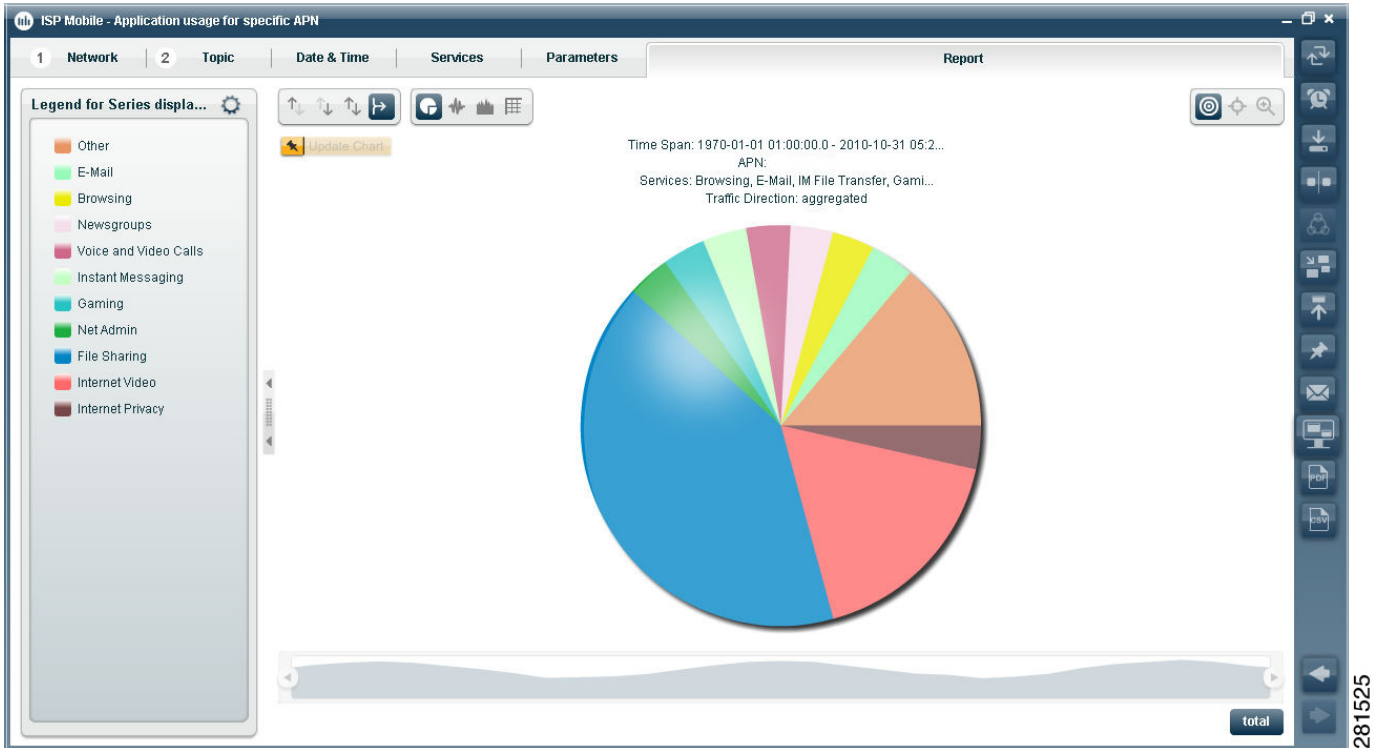 ISP Mobile - Application usage for specific APN
1 Network 2 Topic Date & Time Services Parameters Report
Legend for Series displa...
Other
E-Mail
Browsing
Newsgroups
Voice and Video Calls
Instant Messaging
Gaming
Net Admin
File Sharing
Internet Video
Internet Privacy
Update Chart
Time Span: 1970-01-01 01:00:00.0 - 2010-10-31 05:2...
APN:
Services: Browsing, E-Mail, IM File Transfer, Gami...
Traffic Direction: aggregated
total
PDF
CSV
281525